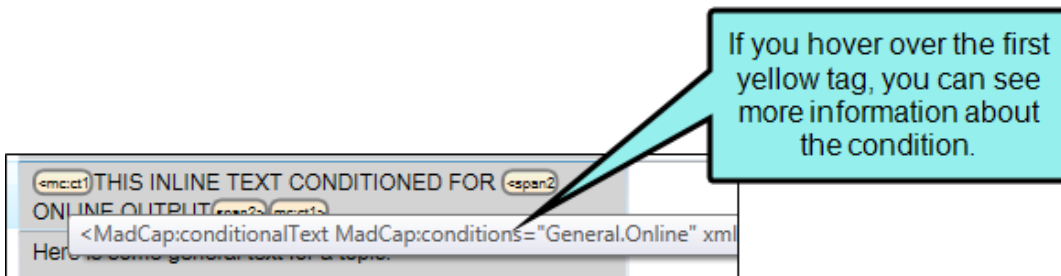 If you hover over the first
yellow tag, you can see
more information about
the condition.
<mc:ct1 THIS INLINE TEXT CONDITIONED FOR <span2
ONLINE OUTPUT span2> mc:ct1>
<MadCap:conditionalText MadCap:conditions="General.Online" xml
Here is some general text for a topic.